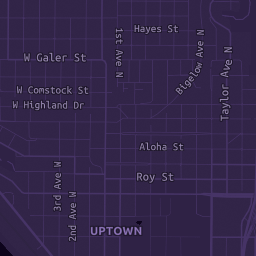 Hayes St
1st Ave N
W Galer St
Bigelow Ave N
Taylor Ave N
W Comstock St
W Highland Dr
Aloha St
Roy St
3rd Ave W
2nd Ave W
UPTOWN